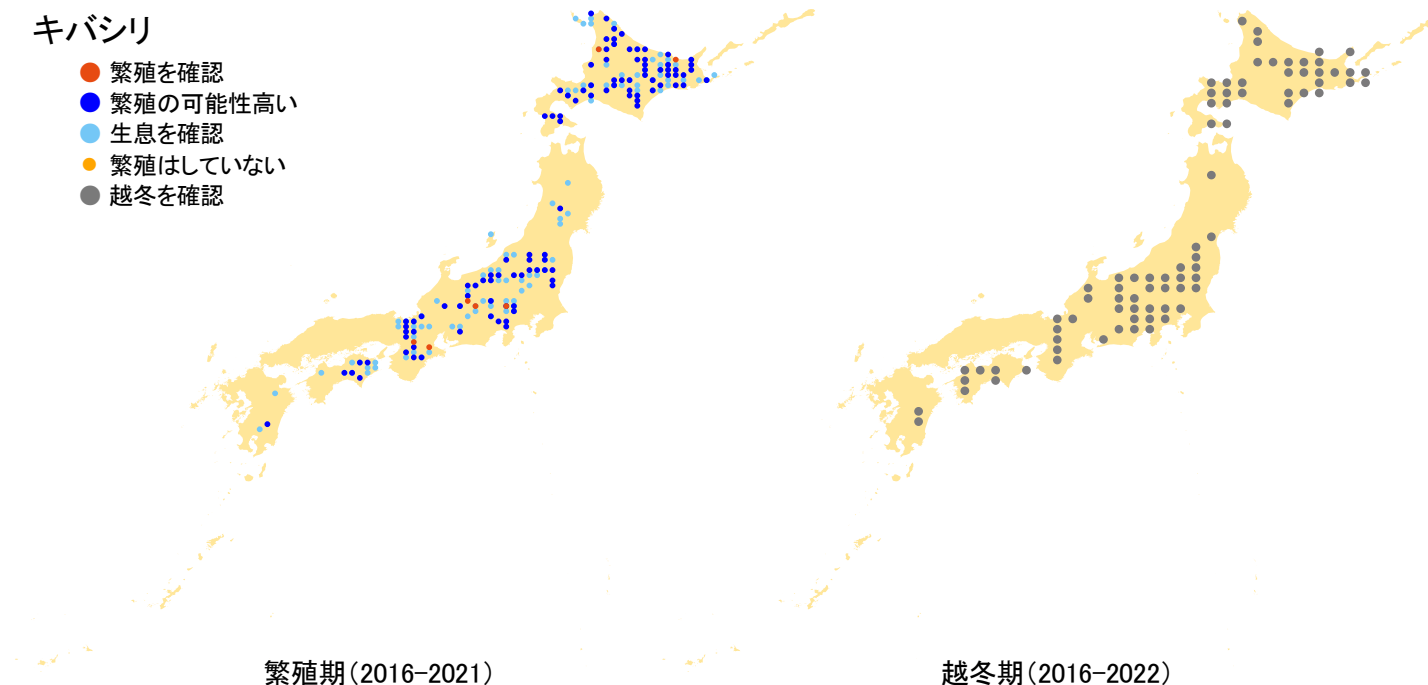 キバシリ
繁殖を確認
繁殖の可能性高い
生息を確認
繁殖はしていない
越冬を確認
繁殖期(2016-2021)
越冬期(2016-2022)